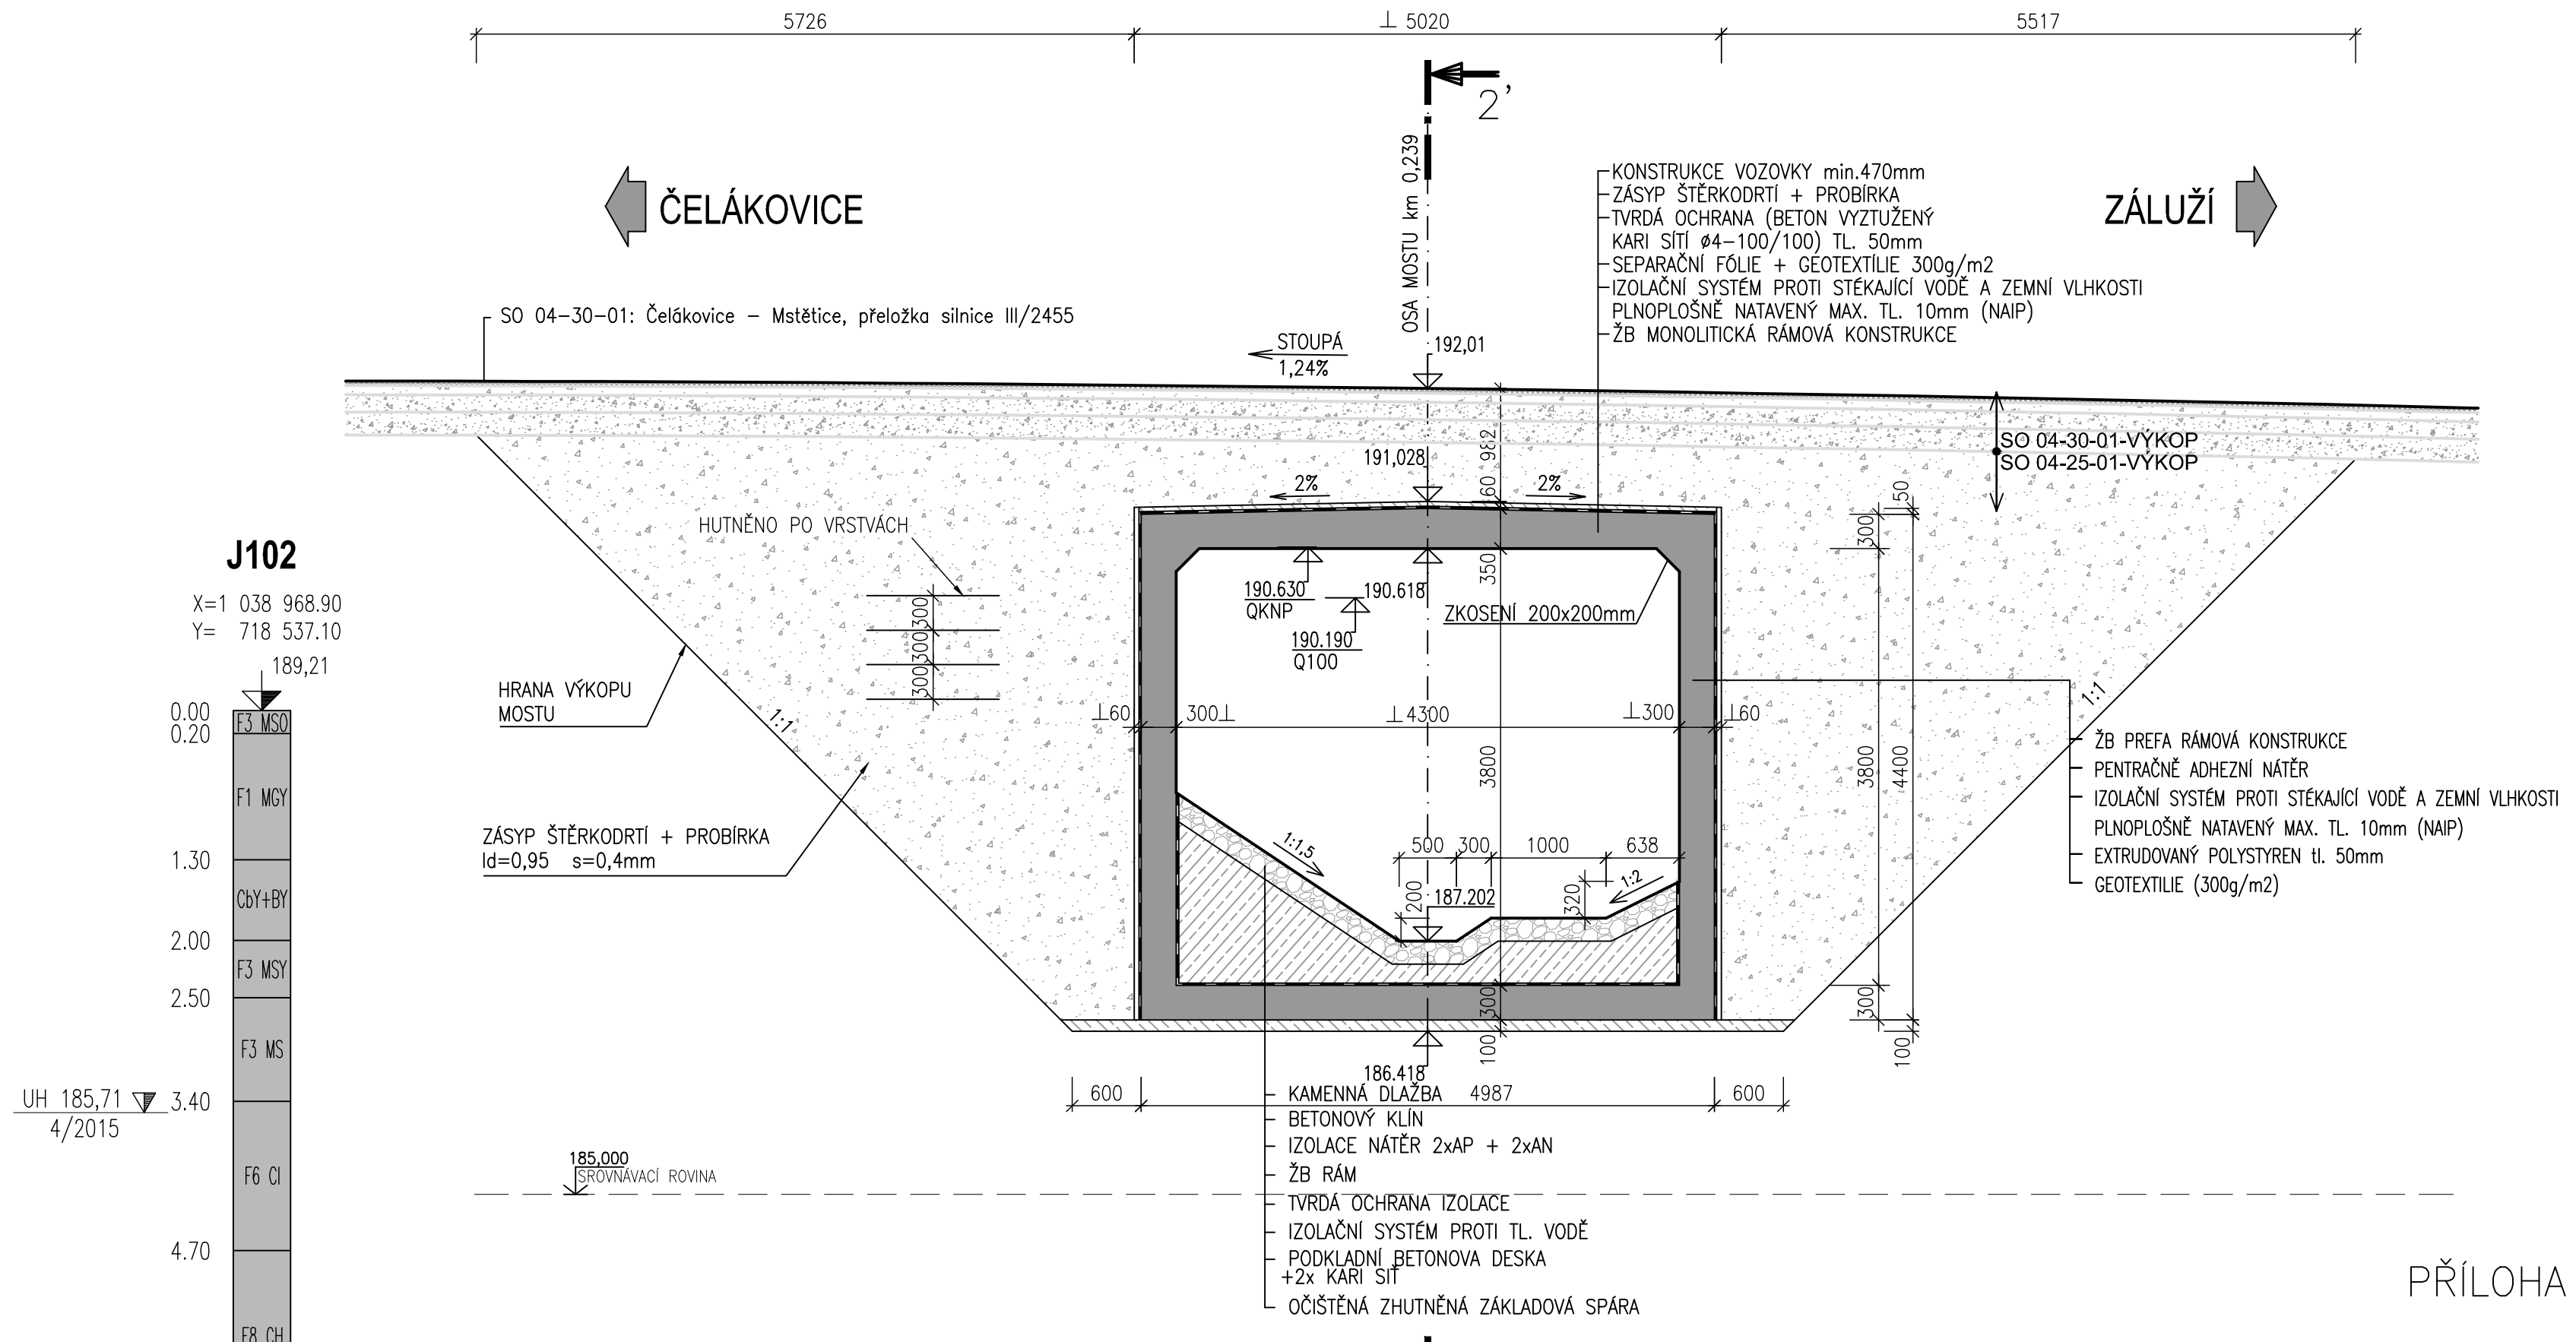 5726
⊥ 5020
5517
2'
OSA MOSTU km 0,239
ČELÁKOVICE
ZÁLUŽÍ
KONSTRUKCE VOZOVKY min.470mm
ZÁSYP ŠTĚRKODRTÍ + PROBÍRKA
TVRDÁ OCHRANA (BETON VYZTUŽENÝ
KARI SÍTÍ ø4-100/100) TL. 50mm
SEPARAČNÍ FÓLIE + GEOTEXTÍLIE 300g/m2
IZOLAČNÍ SYSTÉM PROTI STÉKAJÍCÍ VODĚ A ZEMNÍ VLHKOSTI
PLNOPLOŠNĚ NATAVENÝ MAX. TL. 10mm (NAIP)
ŽB MONOLITICKÁ RÁMOVÁ KONSTRUKCE
SO 04-30-01: Čelákovice - Mstětice, přeložka silnice III/2455
STOUPÁ
1,24%
192,01
982
SO 04-30-01-VÝKOP
SO 04-25-01-VÝKOP
191,028
60
2%
2%
50
300
HUTNĚNO PO VRSTVÁCH
350
J102
X=1 038 968.90
Y= 718 537.10
189,21
190.630
QKNP
190.618
190.190
Q100
ZKOSENÍ 200x200mm
300
300
300
HRANA VÝKOPU
MOSTU
1:1
1:1
⊥60
300⊥
⊥4300
⊥300
⊥60
3800
3800
4400
0.00
F3 MSO
0.20
F1 MGY
1.30
CbY+BY
2.00
F3 MSY
2.50
F3 MS
UH 185,71
4/2015
3.40
F6 CI
4.70
F8 CH
ŽB PREFA RÁMOVÁ KONSTRUKCE
PENTRAČNĚ ADHEZNÍ NÁTĚR
IZOLAČNÍ SYSTÉM PROTI STÉKAJÍCÍ VODĚ A ZEMNÍ VLHKOSTI
PLNOPLOŠNĚ NATAVENÝ MAX. TL. 10mm (NAIP)
EXTRUDOVANÝ POLYSTYREN tl. 50mm
GEOTEXTILIE (300g/m2)
ZÁSYP ŠTĚRKODRTÍ + PROBÍRKA
Id=0,95 s=0,4mm
1:1,5
500
300
1000
638
200
187.202
320
1:2
300
300
100
100
186.418
600
4987
600
KAMENNÁ DLAŽBA
BETONOVÝ KLÍN
IZOLACE NÁTĚR 2xAP + 2xAN
ŽB RÁM
TVRDÁ OCHRANA IZOLACE
IZOLAČNÍ SYSTÉM PROTI TL. VODĚ
PODKLADNÍ BETONOVA DESKA
+2x KARI SIŤ
OČIŠTĚNÁ ZHUTNĚNÁ ZÁKLADOVÁ SPÁRA
185,000
SROVNÁVACÍ ROVINA
PŘÍLOHA